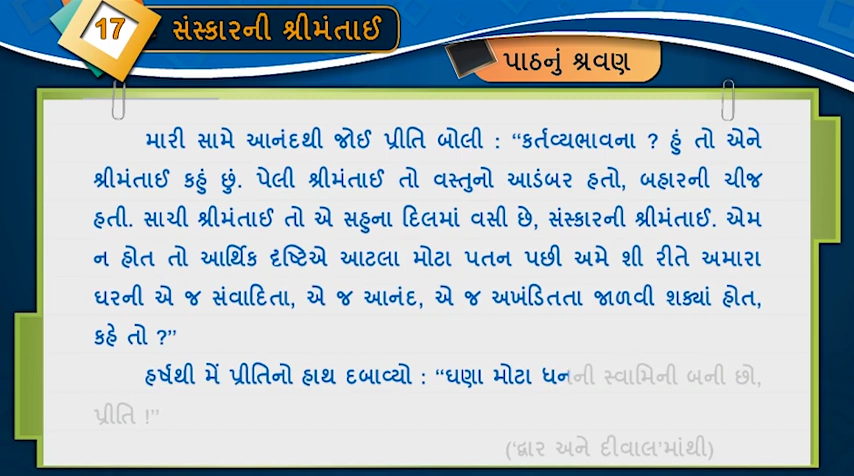 17 સંસ્કારની શ્રીમંતાઈ
પાઠનું શ્રવણ
મારી સામે આનંદથી જોઈ પ્રીતિ બોલી : “કર્તવ્યભાવના ? હું તો એને
શ્રીમંતાઈ કહું છું. પેલી શ્રીમંતાઈ તો વસ્તુનો આડંબર હતો, બહારની ચીજ
હતી. સાચી શ્રીમંતાઈ તો એ સહુના દિલમાં વસી છે, સંસ્કારની શ્રીમંતાઈ. એમ
ન હોત તો આર્થિક દૃષ્ટિએ આટલા મોટા પતન પછી અમે શી રીતે અમારા
ઘરની એ જ સંવાદિતા, એ જ આનંદ, એ જ અખંડિતતા જાળવી શક્યાં હોત,
કહે તો ?”
હર્ષથી મેં પ્રીતિનો હાથ દબાવ્યો : “ઘણા મોટા ધનની સ્વામિની બની છો,
પ્રીતિ !”
(‘દ્વાર અને દીવાલ’માંથી)